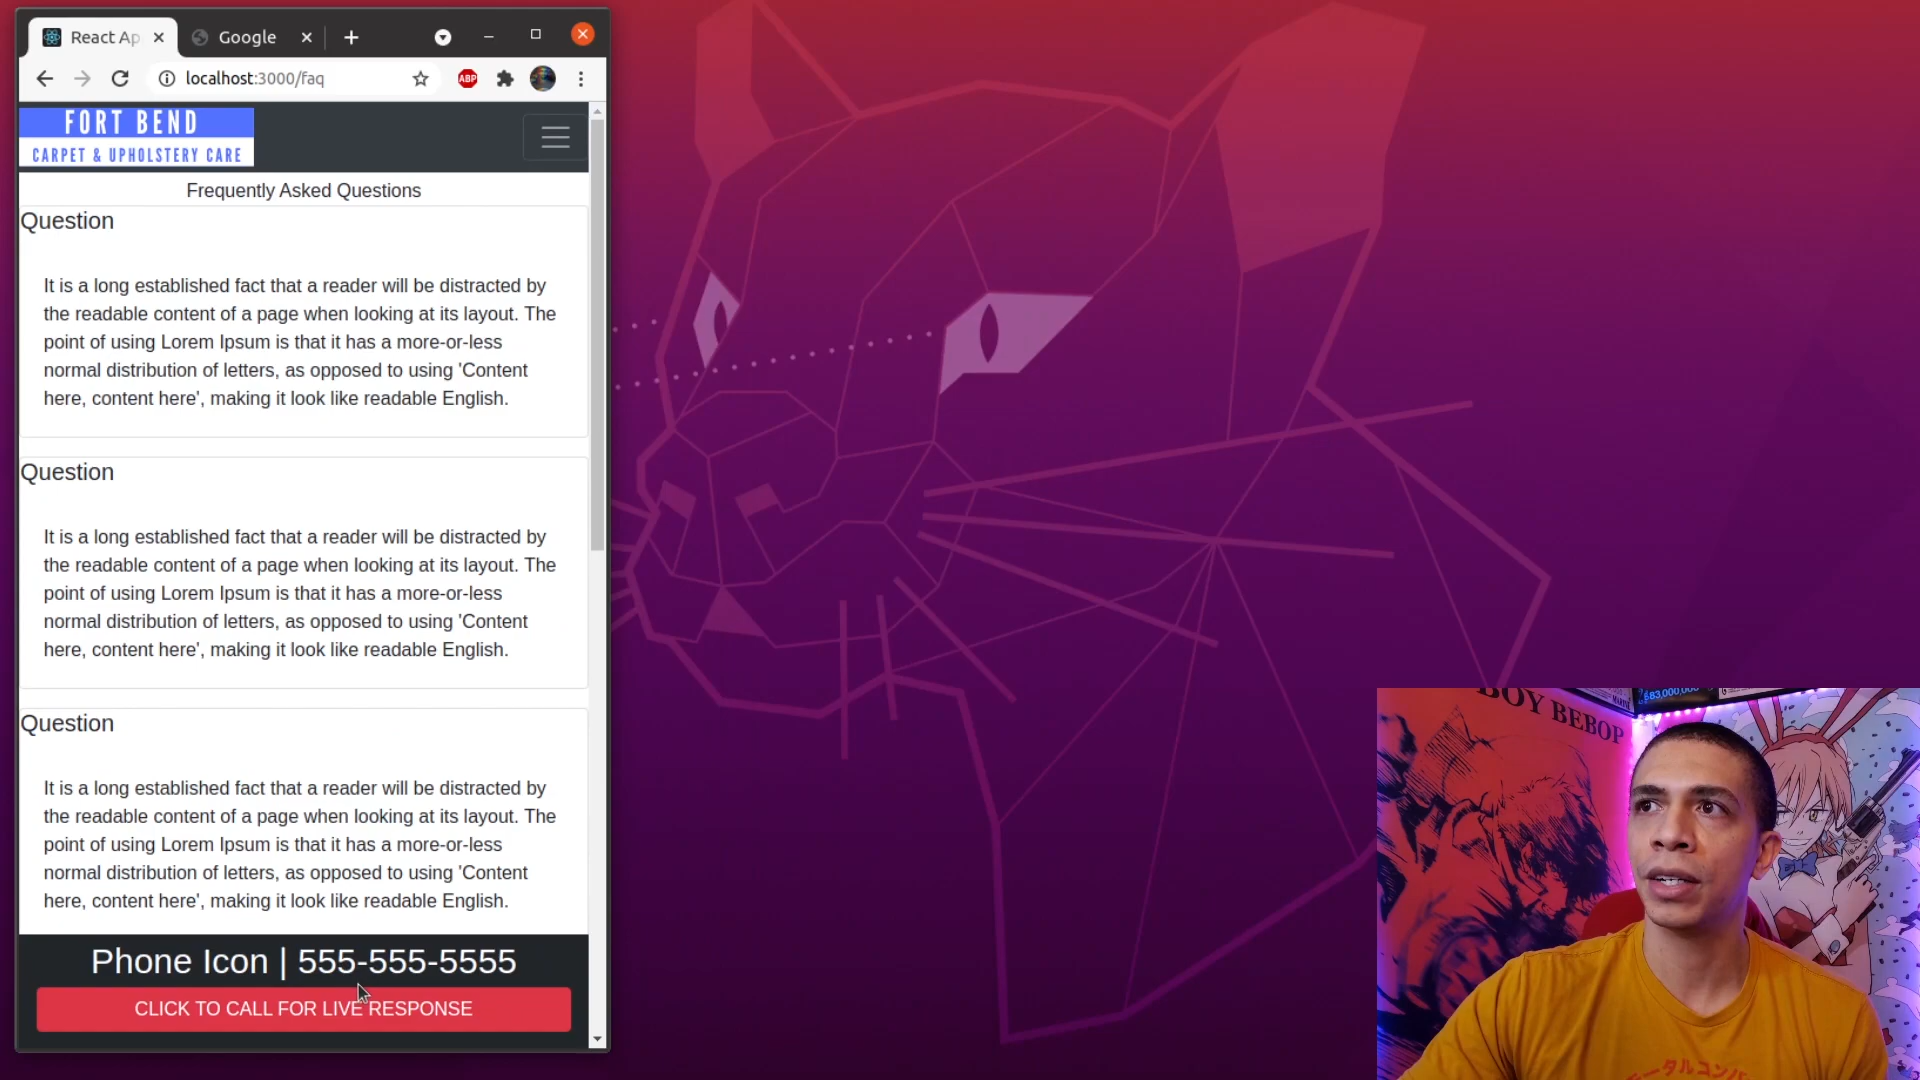 React Ap
Google
localhost:3000/faq
ABP
FORT BEND
CARPET & UPHOLSTERY CARE
Frequently Asked Questions
Question
It is a long established fact that a reader will be distracted by
the readable content of a page when looking at its layout. The
point of using Lorem Ipsum is that it has a more-or-less
normal distribution of letters, as opposed to using 'Content
here, content here', making it look like readable English.
Question
It is a long established fact that a reader will be distracted by
the readable content of a page when looking at its layout. The
point of using Lorem Ipsum is that it has a more-or-less
normal distribution of letters, as opposed to using 'Content
here, content here', making it look like readable English.
Question
It is a long established fact that a reader will be distracted by
the readable content of a page when looking at its layout. The
point of using Lorem Ipsum is that it has a more-or-less
normal distribution of letters, as opposed to using 'Content
here, content here', making it look like readable English.
Phone Icon | 555-555-5555
CLICK TO CALL FOR LIVE RESPONSE
BOY BEBOP